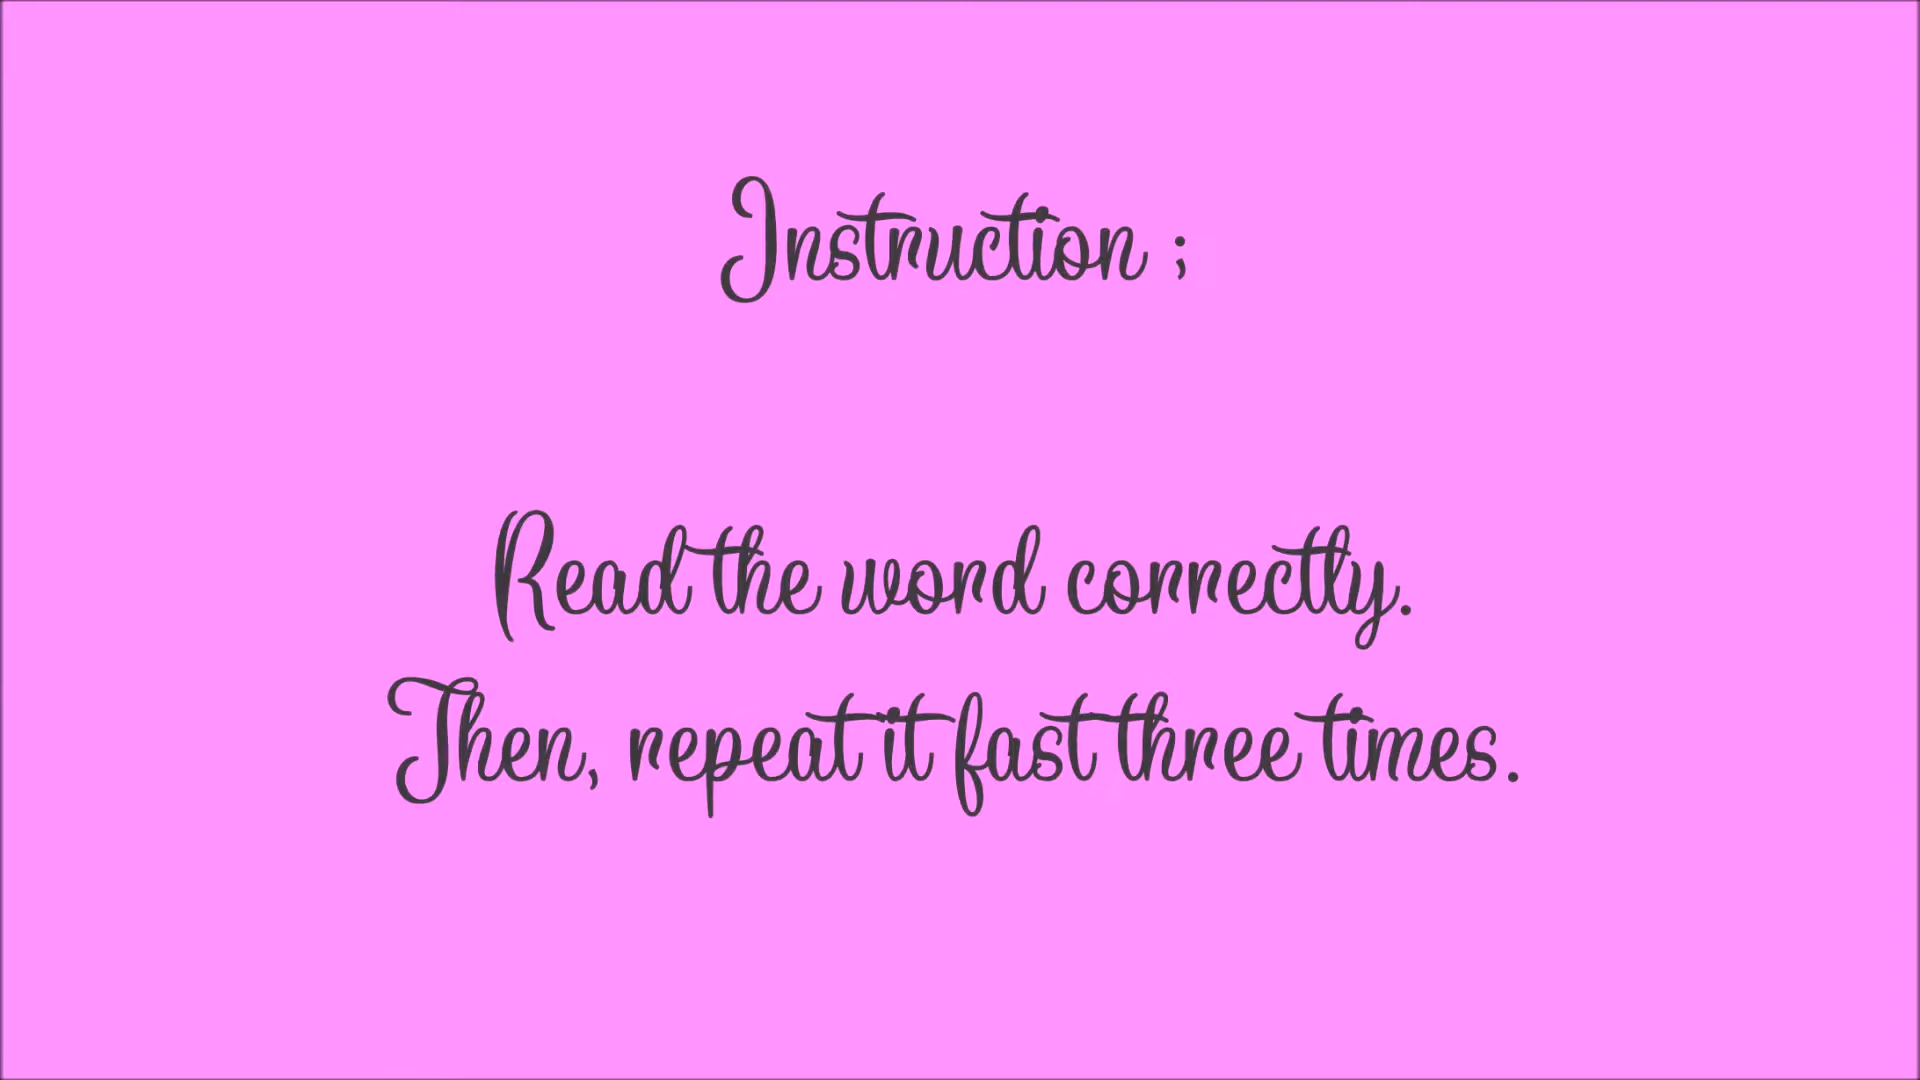 Instruction ;
Read the word correctly.
Then, repeat it fast three times.